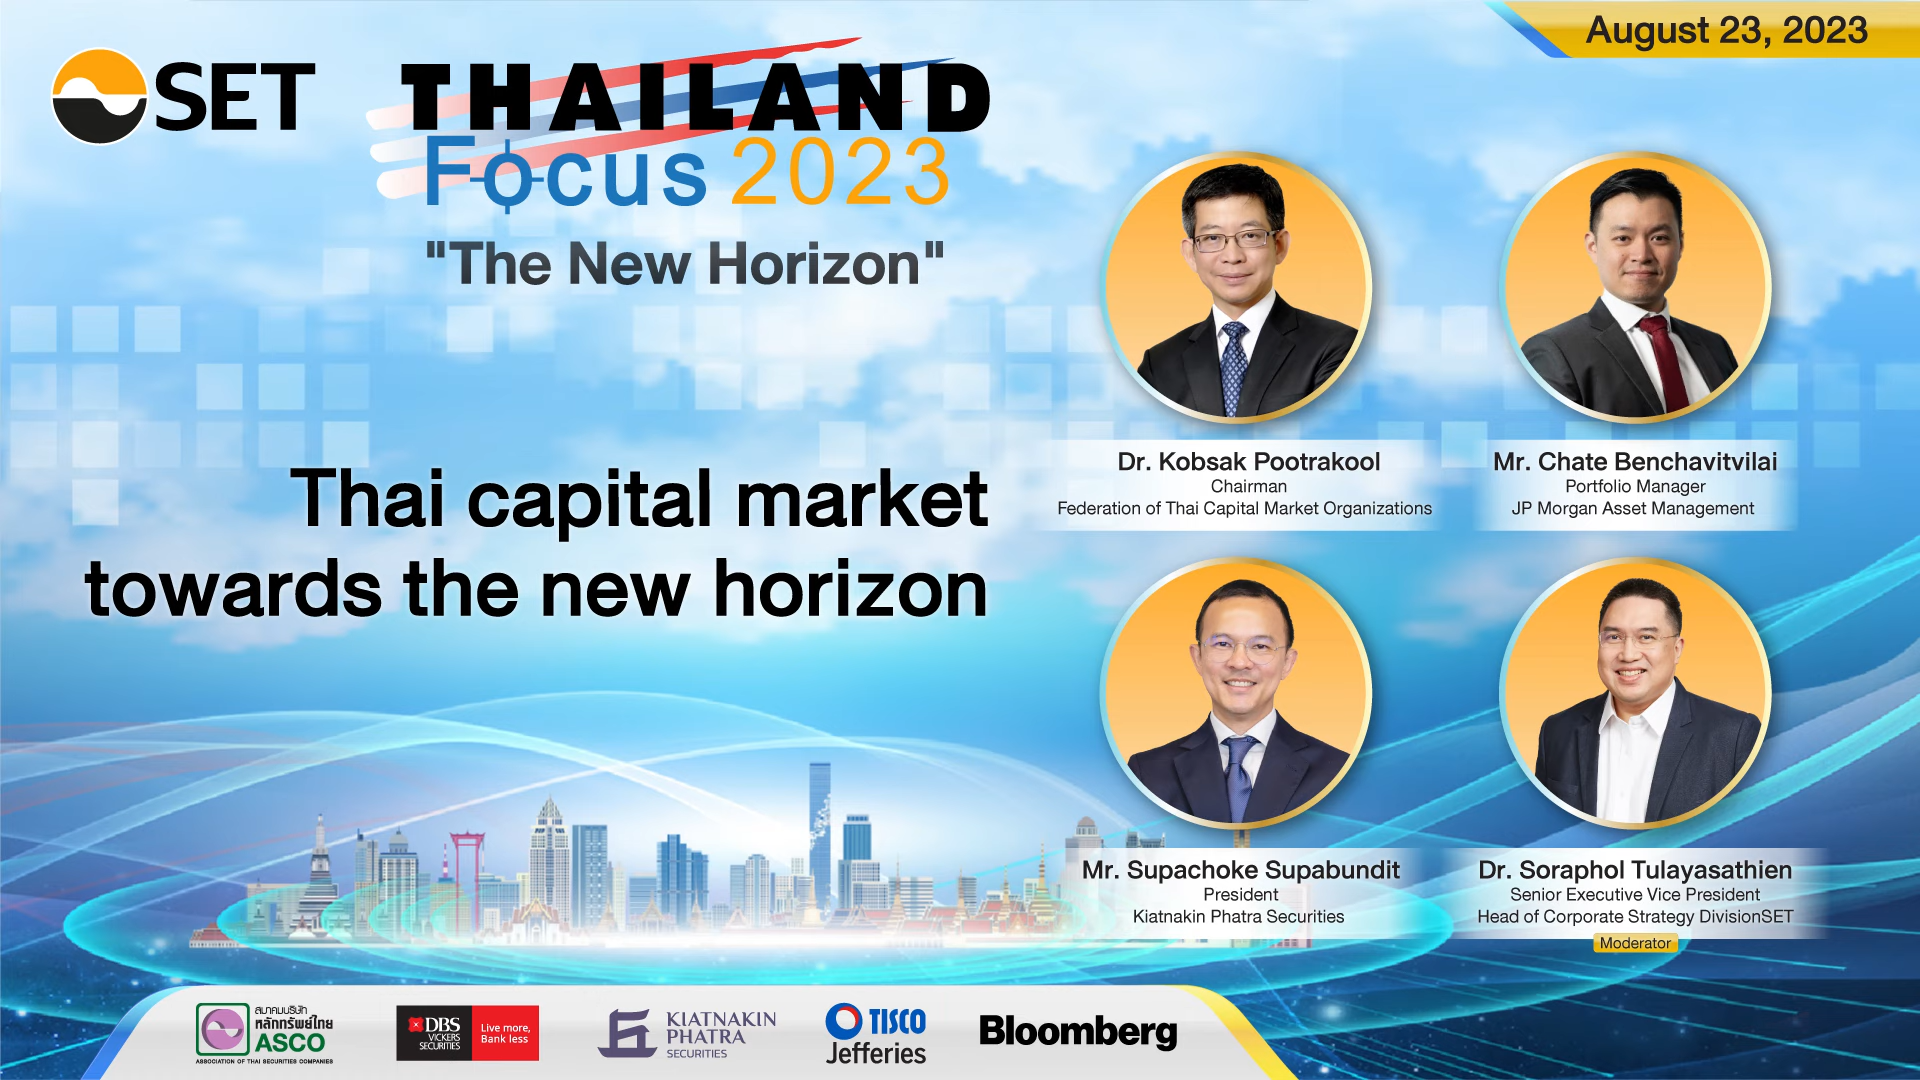 August 23, 2023
SET
THAILAND
Focus 2023
"The New Horizon"
Thai capital market
towards the new horizon
Dr. Kobsak Pootrakool
Chairman
Federation of Thai Capital Market Organizations
Mr. Chate Benchavitvilai
Portfolio Manager
JP Morgan Asset Management
Mr. Supachoke Supabundit
President
Kiatnakin Phatra Securities
Dr. Soraphol Tulayasathien
Senior Executive Vice President
Head of Corporate Strategy DivisionSET
Moderator
สมาคมบริษัท
หลักทรัพย์ไทย
ASCO
ASSOCIATION OF THAI SECURITIES COMPANIES
DBS
VICKERS
SECURITIES
Live more,
Bank less
KIATNAKIN
PHATRA
SECURITIES
TISCO
Jefferies
Bloomberg